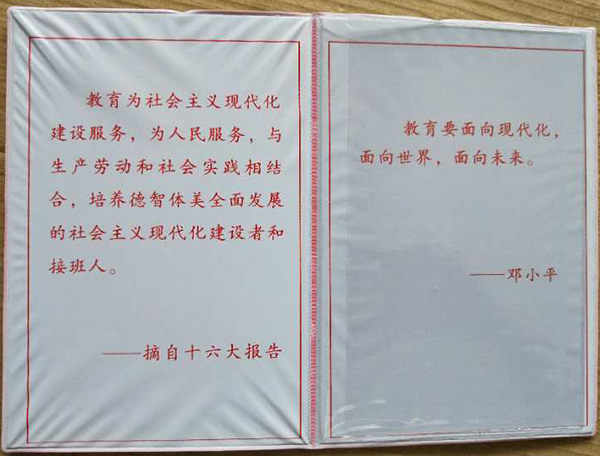 教育为社会主义现代化
建设服务，为人民服务，与
生产劳动和社会实践相结
合，培养德智体美全面发展
的社会主义现代化建设者和
接班人。
——摘自十六大报告
教育要面向现代化，
面向世界，面向未来。
——邓小平